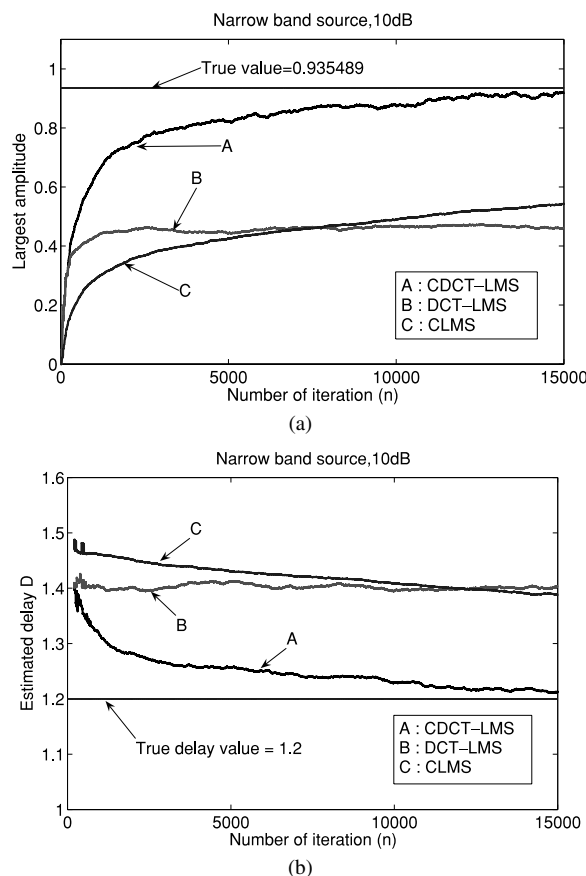 Narrow band source,10dB
1
0.8
0.6
0.4
0.2
0
Largest amplitude
True value=0.935489
A
B
C
A : CDCT–LMS
B : DCT–LMS
C : CLMS
0
5000
10000
15000
Number of iteration (n)
(a)
Narrow band source,10dB
1.6
1.5
1.4
1.3
1.2
1.1
1
Estimated delay D
C
B
A
True delay value = 1.2
A : CDCT–LMS
B : DCT–LMS
C : CLMS
0
5000
10000
15000
Number of iteration (n)
(b)